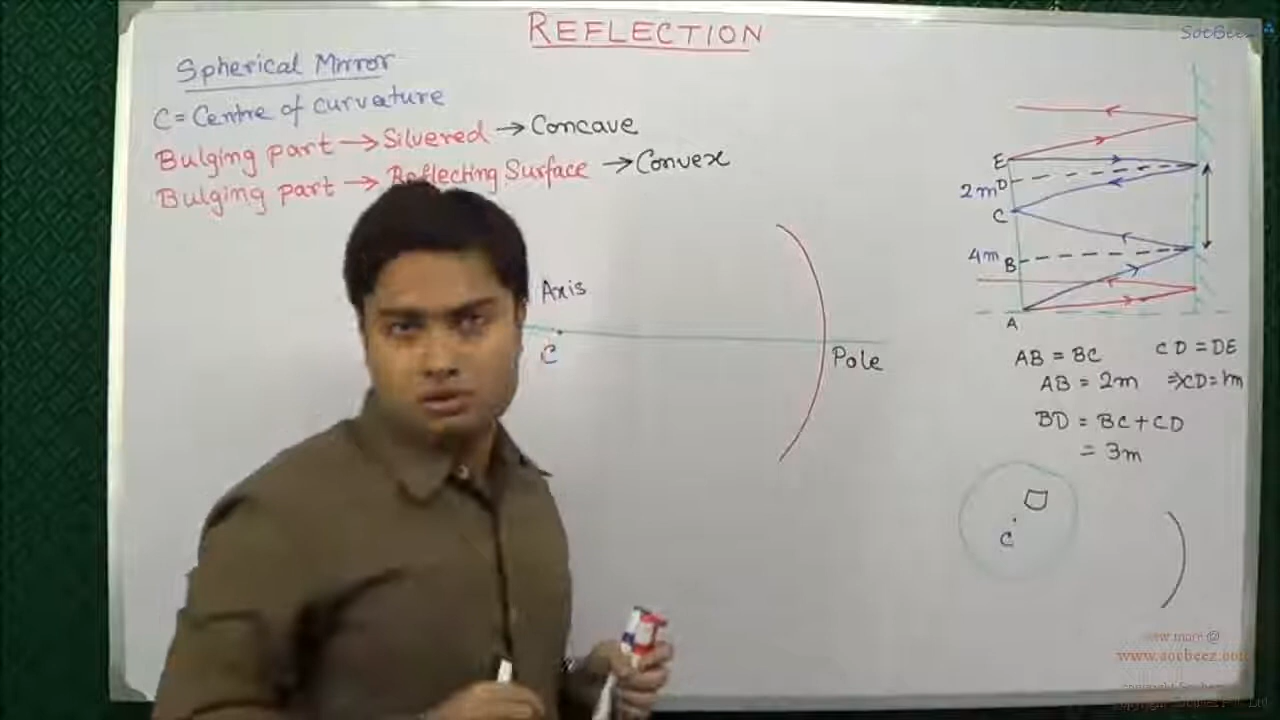 REFLECTION
SocBeez
Spherical Mirror
C = Centre of curvature
Bulging part → Silvered → Concave
Bulging part → Reflecting Surface → Convex
E
2m D
C
4m B
A
Axis
C
Pole
AB = BC CD = DE
AB = 2m ⇒ CD = 1m
BD = BC + CD
= 3m
C
www.socbeez.com